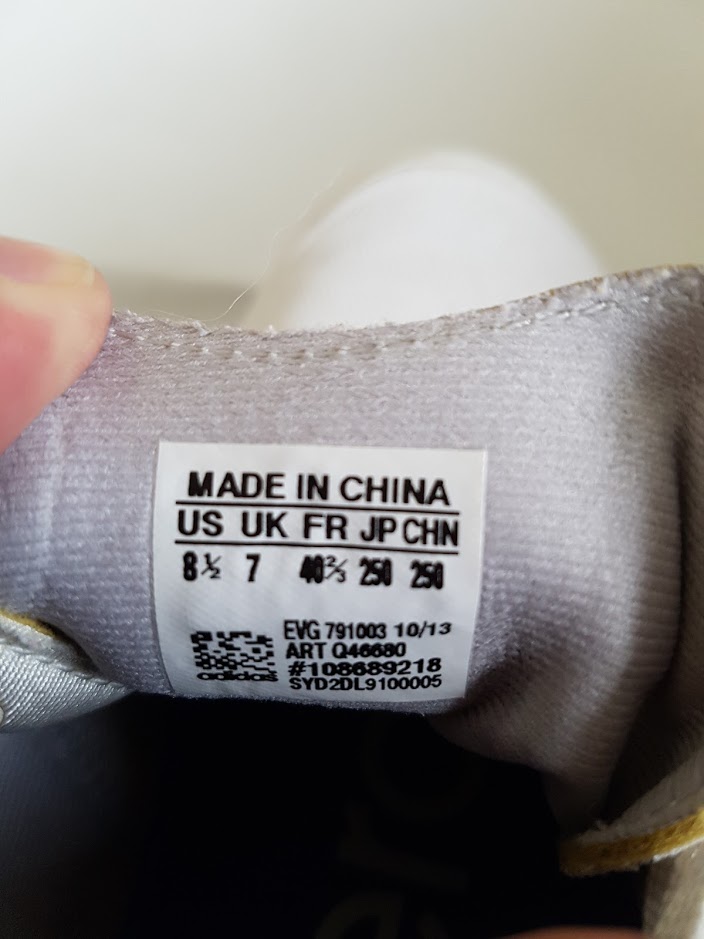 MADE IN CHINA
US UK FR JP CHN
8½ 7 40⅔ 250 250
EVG 791003 10/13
ART Q46680
#108689218
adidas SYD2DL9100005